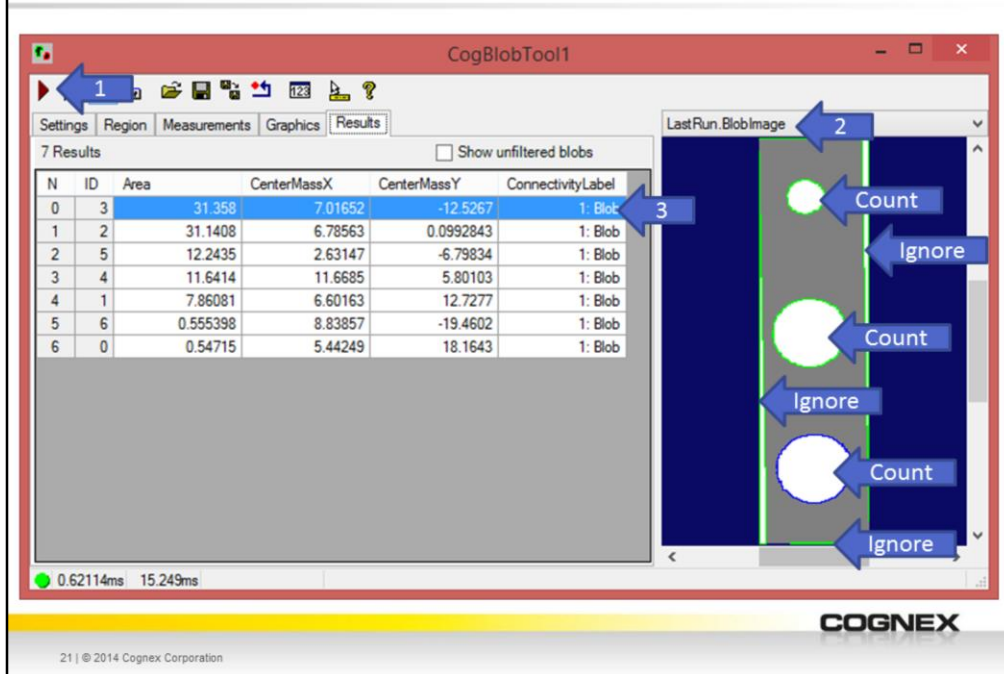 CogBlobTool1
1
Settings Region Measurements Graphics Results
LastRun.BlobImage
2
7 Results
Show unfiltered blobs
N ID Area CenterMassX CenterMassY ConnectivityLabel
0 3 31.358 7.01652 -12.5267 1: Blob
3
1 2 31.1408 6.78563 0.0992843 1: Blob
2 5 12.2435 2.63147 -6.79834 1: Blob
3 4 11.6414 11.6685 5.80103 1: Blob
4 1 7.86081 6.60163 12.7277 1: Blob
5 6 0.555398 8.83857 -19.4602 1: Blob
6 0 0.54715 5.44249 18.1643 1: Blob
Count
Ignore
Count
Ignore
Count
Ignore
0.62114ms 15.249ms
COGNEX
21 | © 2014 Cognex Corporation